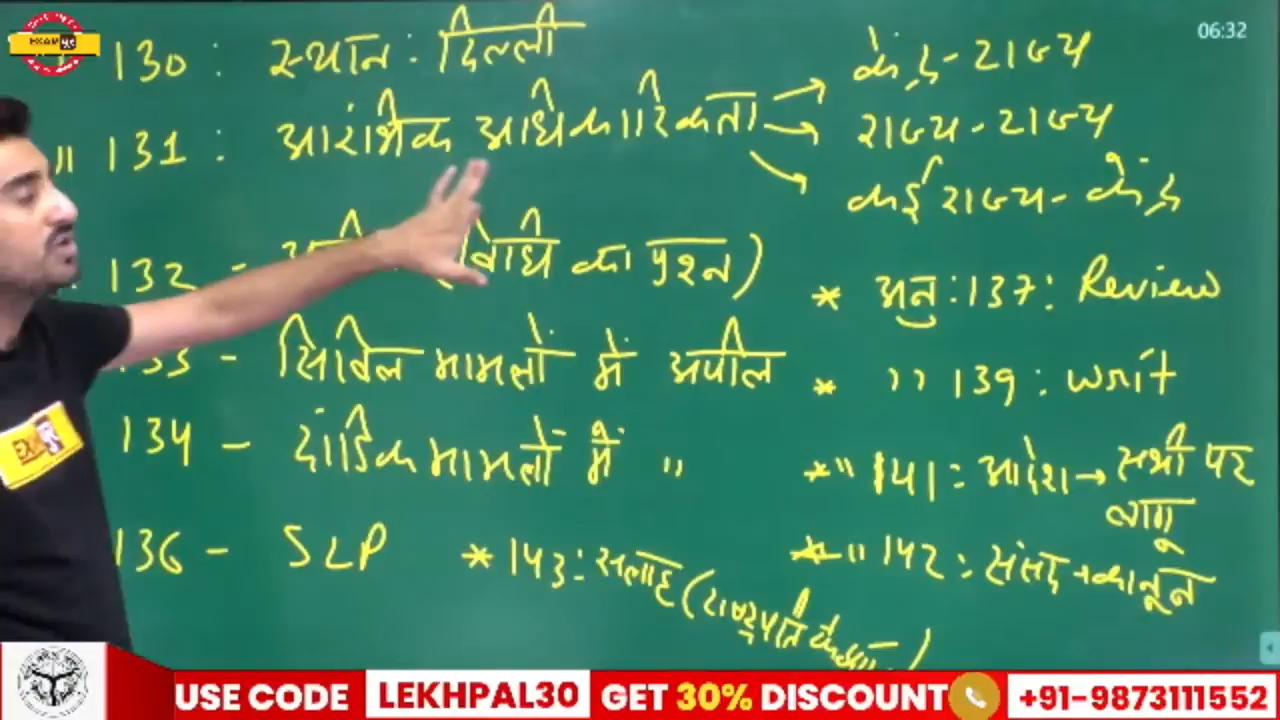 EXAM
06:32
130 : स्थान : दिल्ली
केंद्र - राज्य
" 131 : आरंभिक अधिकारिकता
राज्य - राज्य
कई राज्य - केंद्र
132 - (विधि का प्रश्न)
* अनु : 137 : Review
133 - सिविल मामलों में अपील
* " 139 : writ
134 - दांडिक मामलों में "
* " 141 : आदेश → सभी पर
लागू
136 - SLP
* 143 : सलाह (राष्ट्रपति
* " 142 : संसद → कानून
USE CODE LEKHPAL30 GET 30% DISCOUNT +91-9873111552